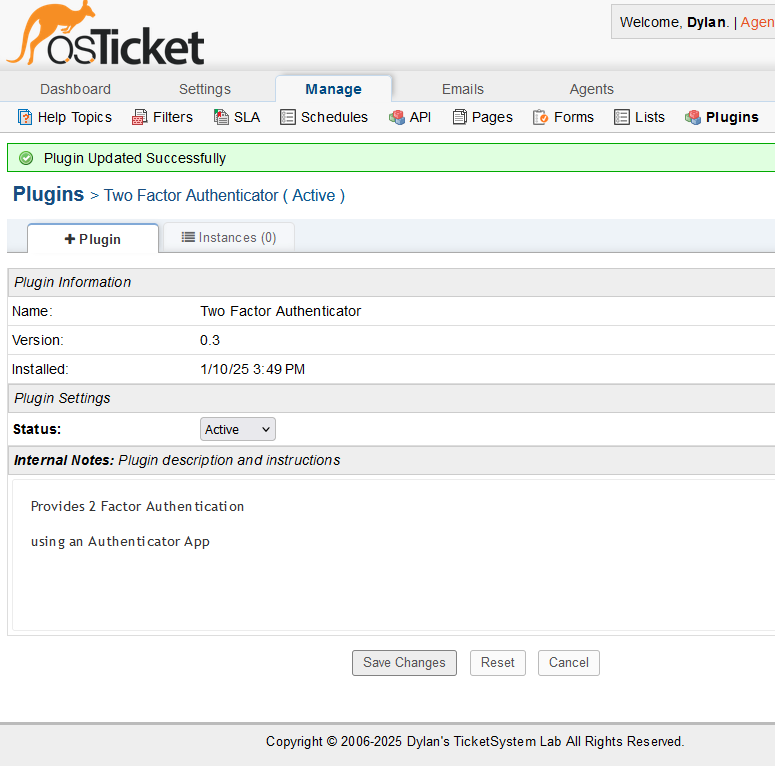 osTicket
Welcome, Dylan. | Agen
Dashboard Settings Manage Emails Agents
Help Topics Filters SLA Schedules API Pages Forms Lists Plugins
Plugin Updated Successfully
Plugins > Two Factor Authenticator ( Active )
Plugin Instances (0)
Plugin Information
Name: Two Factor Authenticator
Version: 0.3
Installed: 1/10/25 3:49 PM
Plugin Settings
Status: Active
Internal Notes: Plugin description and instructions
Provides 2 Factor Authentication
using an Authenticator App
Save Changes Reset Cancel
Copyright © 2006-2025 Dylan's TicketSystem Lab All Rights Reserved.